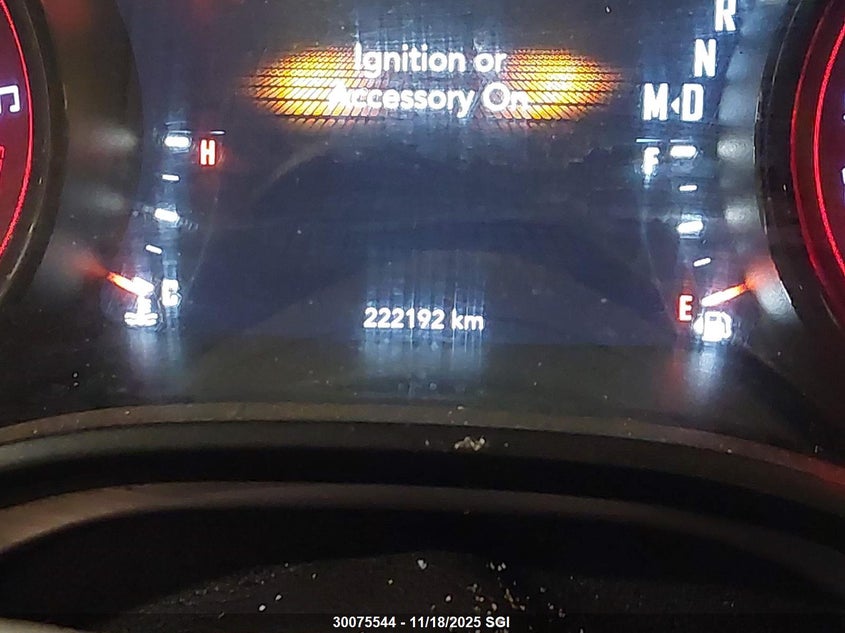 Ignition or
Accessory On
R
N
M◂D
H
F
C
E
222192 km
30075544 - 11/18/2025 SGI